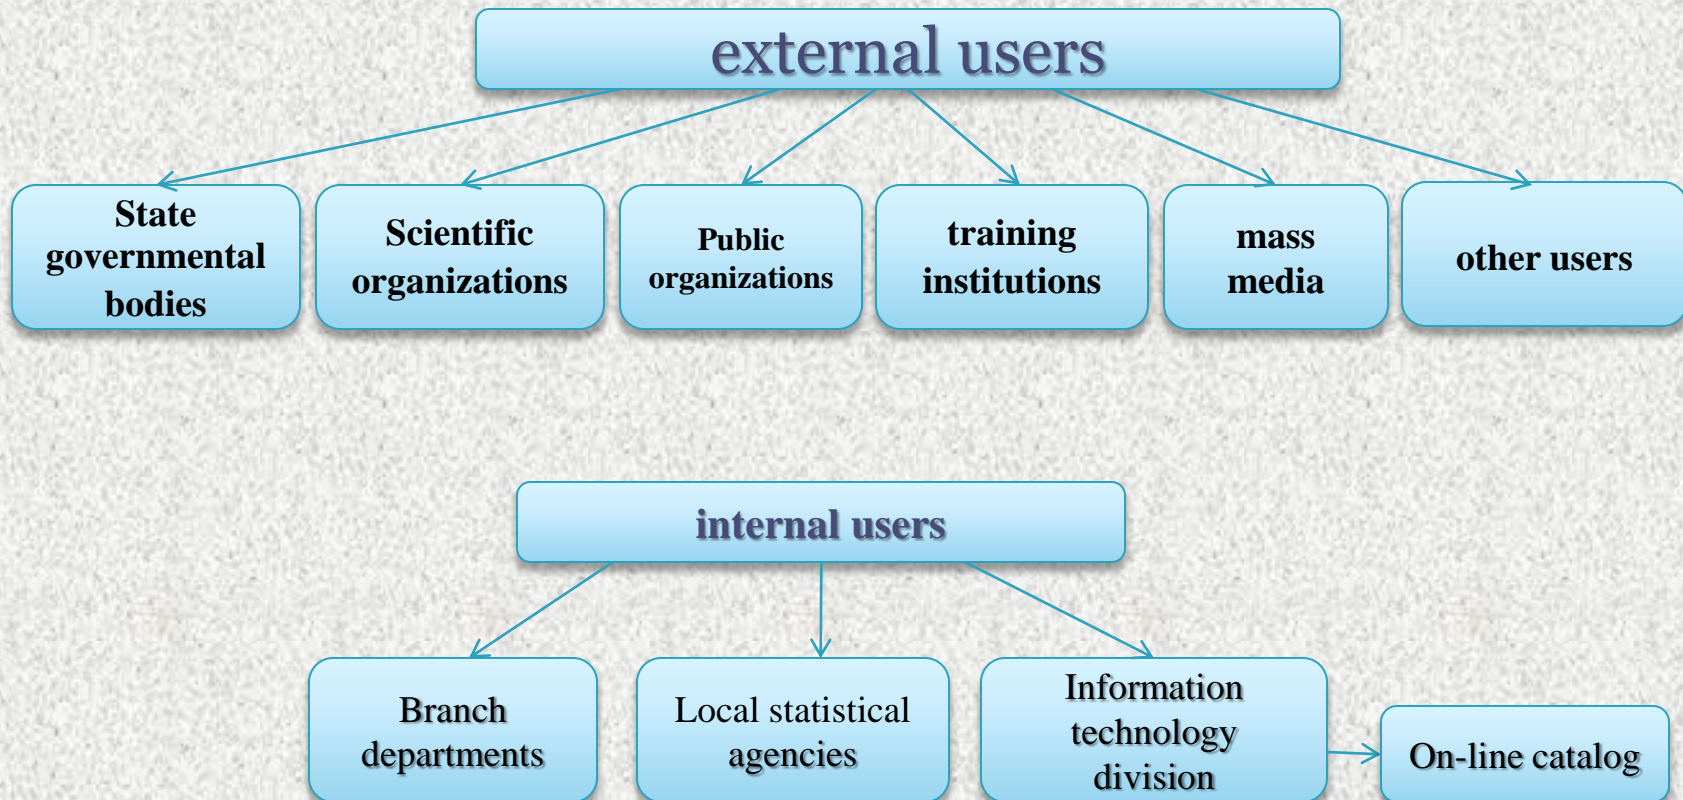 external users
State
governmental
bodies
Scientific
organizations
Public
organizations
training
institutions
mass
media
other users
internal users
Branch
departments
Local statistical
agencies
Information
technology
division
On-line catalog